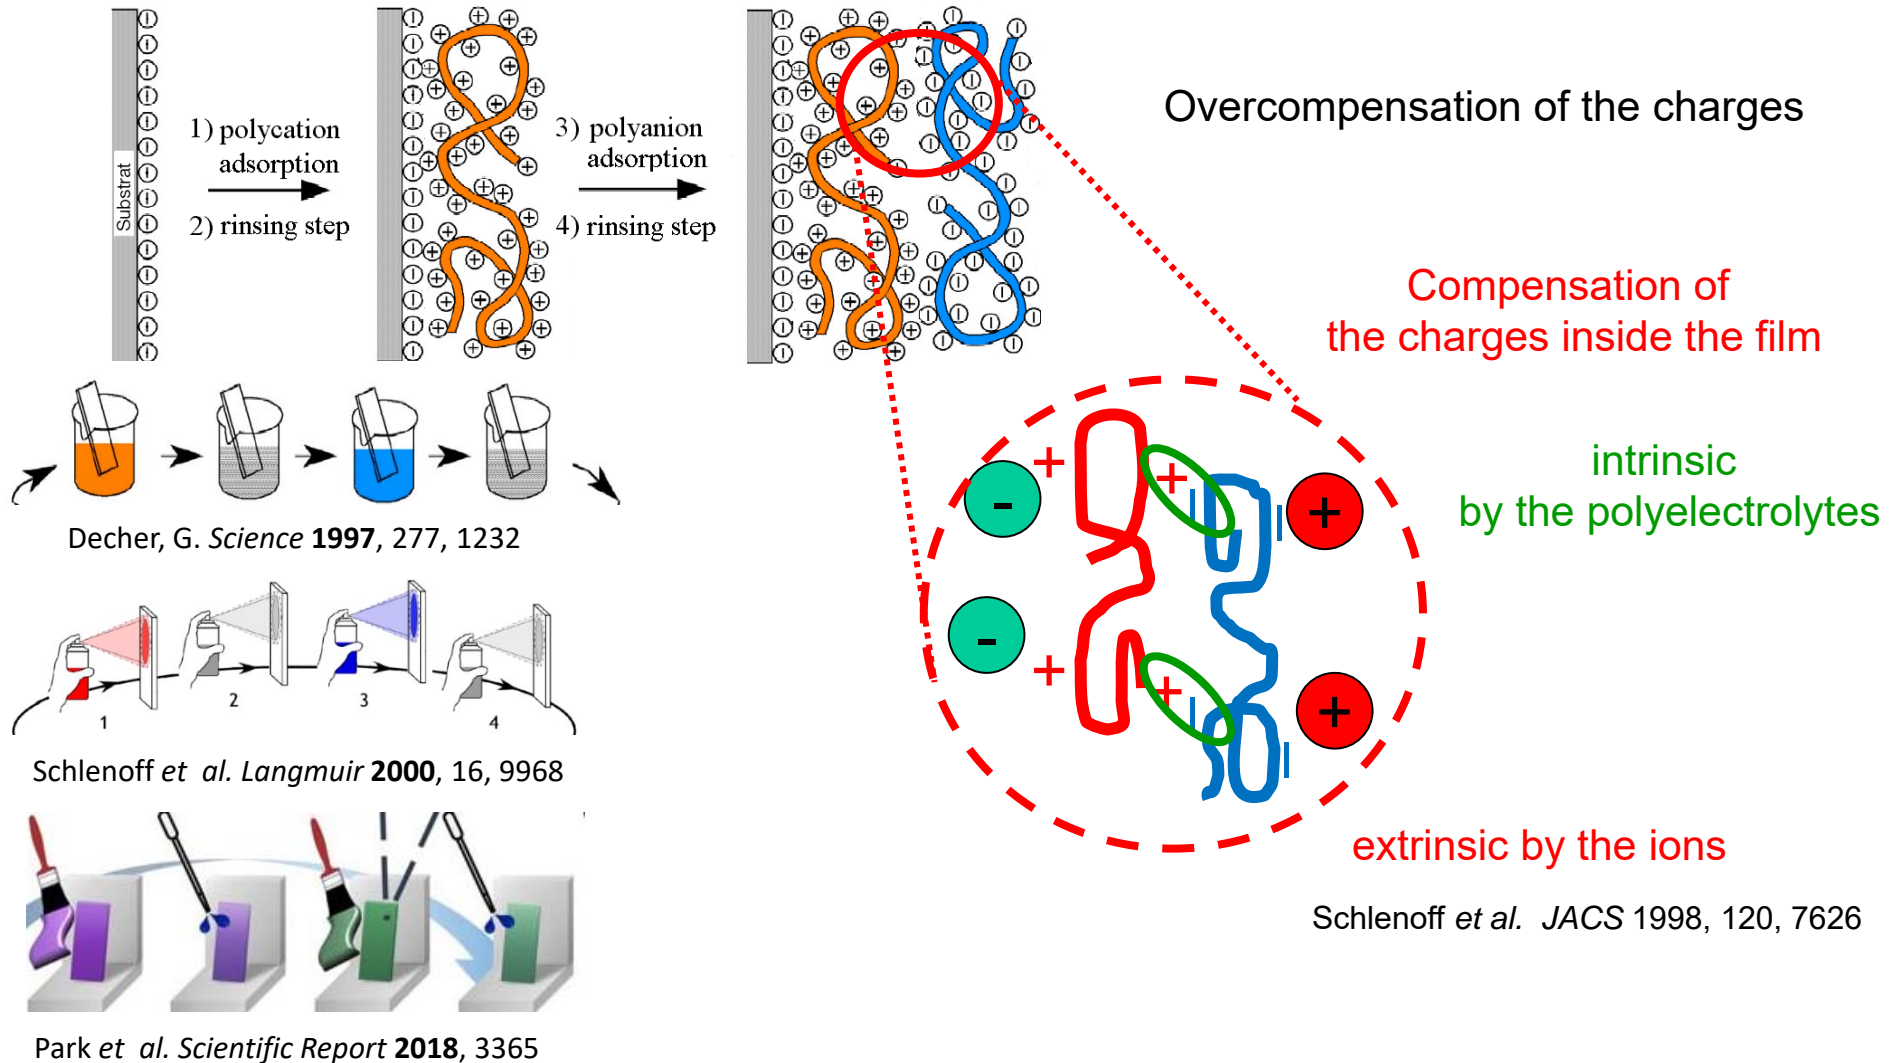 Substrat
1) polycation
adsorption
2) rinsing step
3) polyanion
adsorption
4) rinsing step
Overcompensation of the charges
Compensation of
the charges inside the film
intrinsic
by the polyelectrolytes
+ + - +
- + + +
extrinsic by the ions
Schlenoff et al. JACS 1998, 120, 7626
Decher, G. Science 1997, 277, 1232
1 2 3 4
Schlenoff et al. Langmuir 2000, 16, 9968
Park et al. Scientific Report 2018, 3365